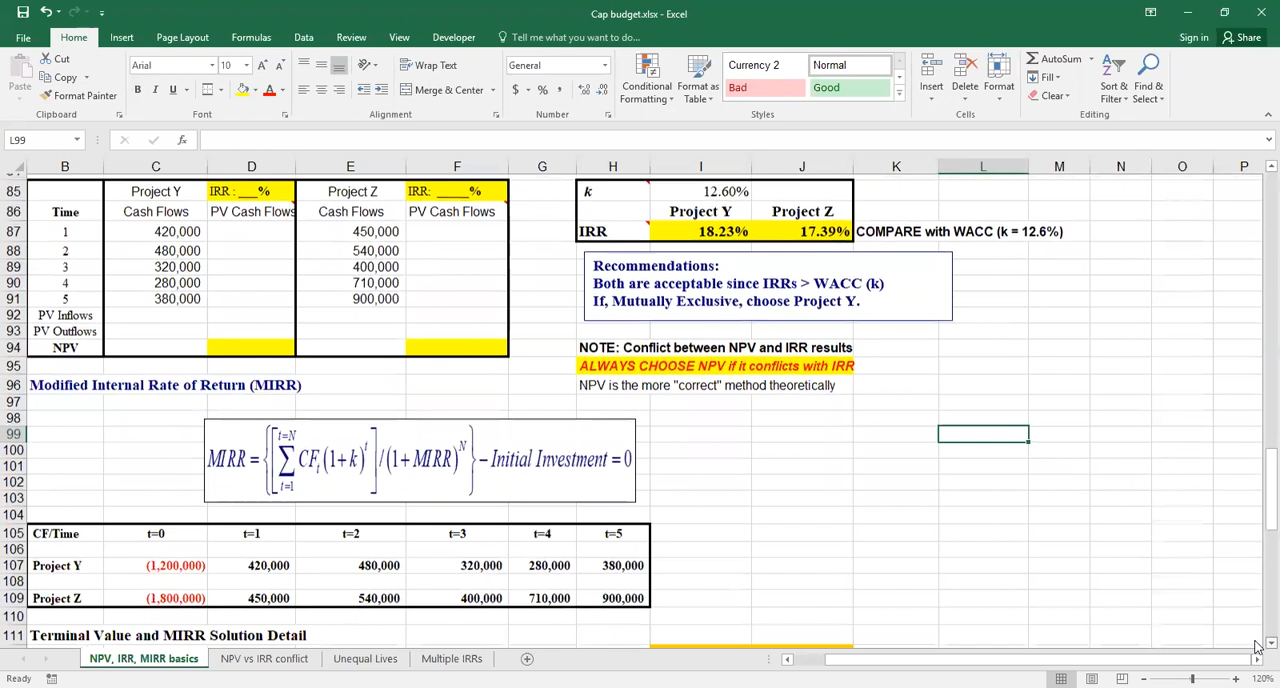 Cap budget.xlsx - Excel
File Home Insert Page Layout Formulas Data Review View Developer Tell me what you want to do... Sign in Share
Paste Cut Copy Format Painter
Clipboard
Arial 10 B I U A
Font
Wrap Text Merge & Center
Alignment
General $ % ,
Number
Conditional Formatting Format as Table Currency 2 Normal Bad Good
Styles
Insert Delete Format
Cells
AutoSum Fill Clear Sort & Filter Find & Select
Editing
L99 fx
B C D E F G H I J K L M N O P
85 Project Y IRR : ___% Project Z IRR: _____% k 12.60%
86 Time Cash Flows PV Cash Flows Cash Flows PV Cash Flows Project Y Project Z
87 1 420,000 450,000 IRR 18.23% 17.39% COMPARE with WACC (k = 12.6%)
88 2 480,000 540,000
89 3 320,000 400,000
90 4 280,000 710,000
91 5 380,000 900,000
Recommendations:
Both are acceptable since IRRs > WACC (k)
If, Mutually Exclusive, choose Project Y.
92 PV Inflows
93 PV Outflows
94 NPV NOTE: Conflict between NPV and IRR results
95 ALWAYS CHOOSE NPV if it conflicts with IRR
96 Modified Internal Rate of Return (MIRR) NPV is the more "correct" method theoretically
97
98
99
100
101
102
103
MIRR = {[∑_{t=1}^{t=N} CF_t (1+k)^t] / (1+MIRR)^N} − Initial Investment = 0
104
105 CF/Time t=0 t=1 t=2 t=3 t=4 t=5
106
107 Project Y (1,200,000) 420,000 480,000 320,000 280,000 380,000
108
109 Project Z (1,800,000) 450,000 540,000 400,000 710,000 900,000
110
111 Terminal Value and MIRR Solution Detail
NPV, IRR, MIRR basics NPV vs IRR conflict Unequal Lives Multiple IRRs
Ready 120%